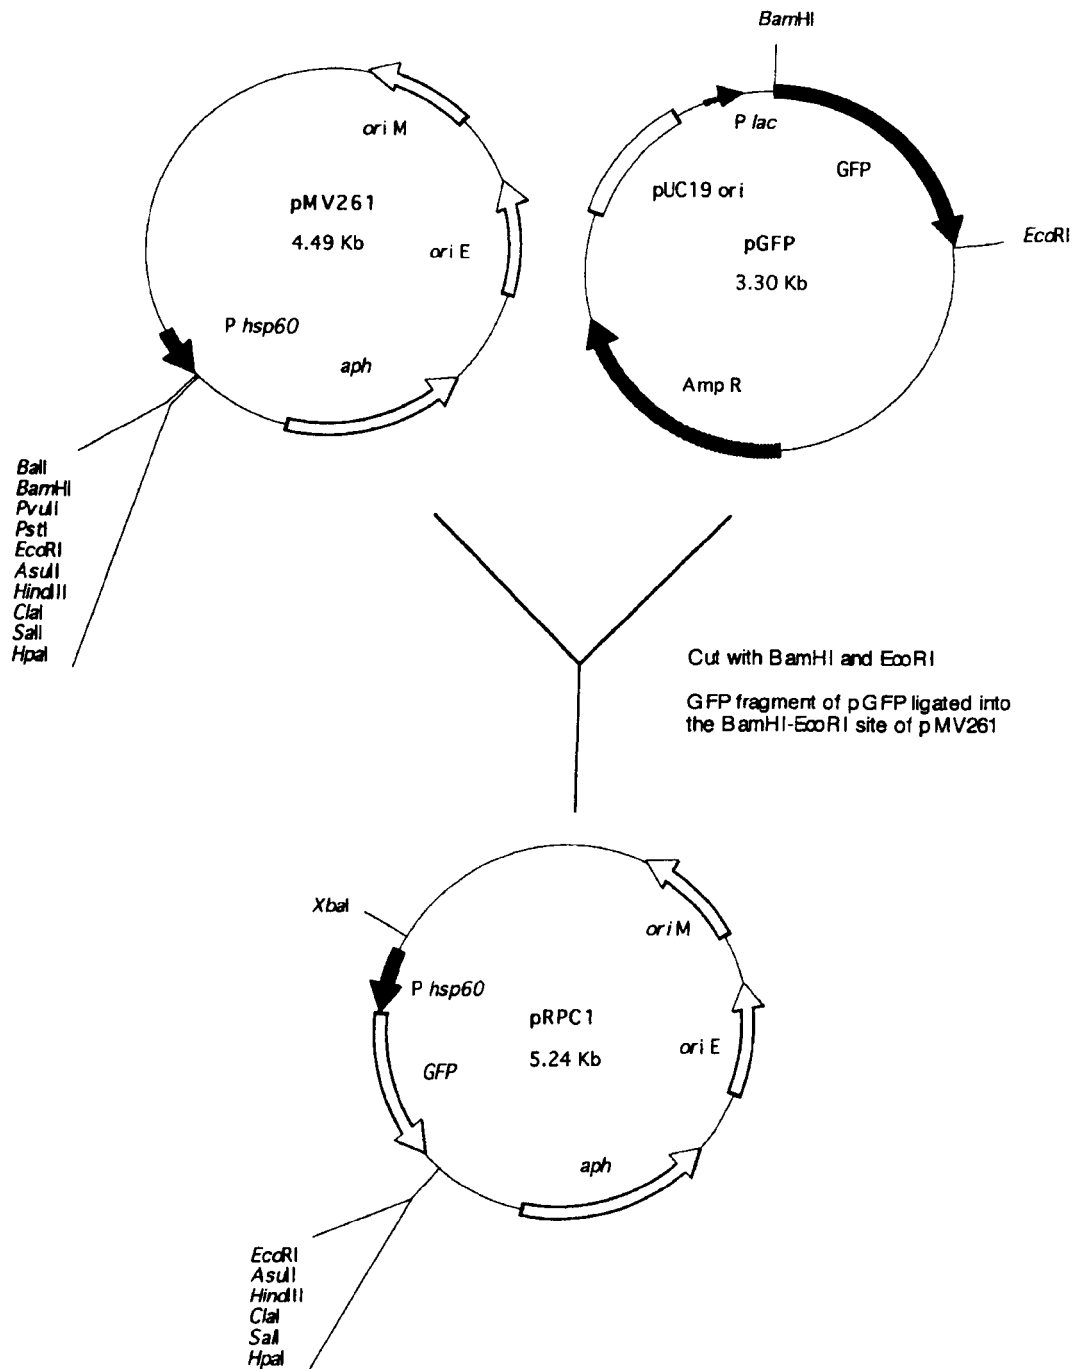 BamHI
ori M
P lac
GFP
pUC19 ori
pMV261
4.49 Kb
ori E
pGFP
3.30 Kb
EcoRI
P hsp60
aph
Amp R
BalI
BamHI
PvuII
PstI
EcoRI
AsuII
HindIII
ClaI
SalI
HpaI
Cut with BamHI and EcoRI
GFP fragment of pGFP ligated into
the BamHI-EcoRI site of pMV261
XbaI
ori M
P hsp60
pRPC1
5.24 Kb
ori E
GFP
aph
EcoRI
AsuII
HindIII
ClaI
SalI
HpaI